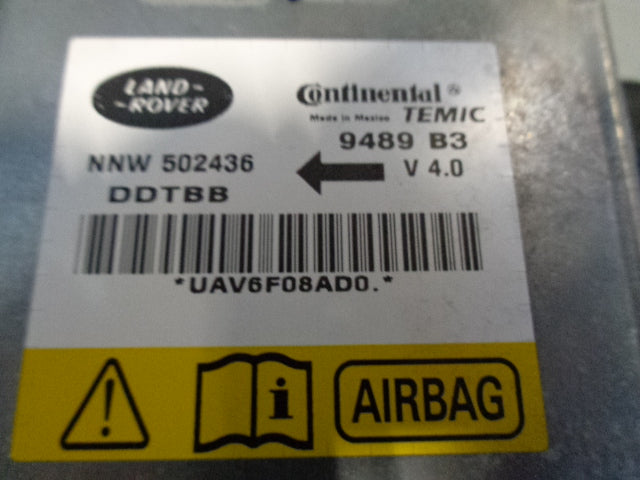 LAND-
-ROVER
Continental®
Made in Mexico TEMIC
9489 B3
NNW 502436
V 4.0
DDTBB
*UAV6F08AD0.*
i
AIRBAG